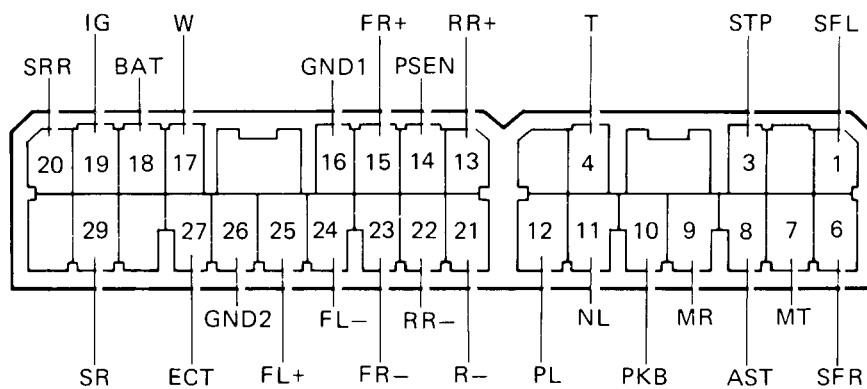 IG W FR+ RR+ T STP SFL
SRR BAT GND1 PSEN
20 19 18 17 16 15 14 13 4 3 1
29 27 26 25 24 23 22 21 12 11 10 9 8 7 6
GND2 FL− RR− NL MR MT
SR ECT FL+ FR− R− PL PKB AST SFR